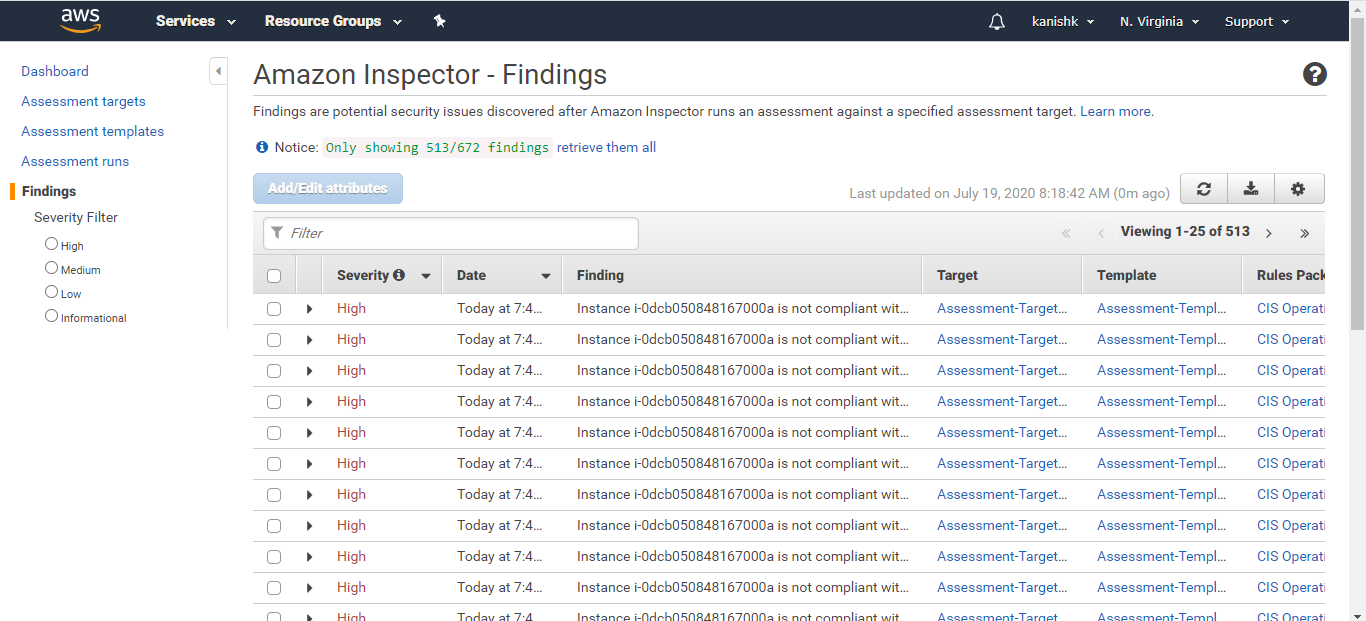 aws Services Resource Groups kanishk N. Virginia Support
Dashboard
Assessment targets
Assessment templates
Assessment runs
Findings
Severity Filter
High
Medium
Low
Informational
Amazon Inspector - Findings
Findings are potential security issues discovered after Amazon Inspector runs an assessment against a specified assessment target. Learn more.
Notice: Only showing 513/672 findings retrieve them all
Add/Edit attributes
Last updated on July 19, 2020 8:18:42 AM (0m ago)
Filter
« ‹ Viewing 1-25 of 513 › »
Severity Date Finding Target Template Rules Pack
High Today at 7:4... Instance i-0dcb050848167000a is not compliant wit... Assessment-Target... Assessment-Templ... CIS Operati
High Today at 7:4... Instance i-0dcb050848167000a is not compliant wit... Assessment-Target... Assessment-Templ... CIS Operati
High Today at 7:4... Instance i-0dcb050848167000a is not compliant wit... Assessment-Target... Assessment-Templ... CIS Operati
High Today at 7:4... Instance i-0dcb050848167000a is not compliant wit... Assessment-Target... Assessment-Templ... CIS Operati
High Today at 7:4... Instance i-0dcb050848167000a is not compliant wit... Assessment-Target... Assessment-Templ... CIS Operati
High Today at 7:4... Instance i-0dcb050848167000a is not compliant wit... Assessment-Target... Assessment-Templ... CIS Operati
High Today at 7:4... Instance i-0dcb050848167000a is not compliant wit... Assessment-Target... Assessment-Templ... CIS Operati
High Today at 7:4... Instance i-0dcb050848167000a is not compliant wit... Assessment-Target... Assessment-Templ... CIS Operati
High Today at 7:4... Instance i-0dcb050848167000a is not compliant wit... Assessment-Target... Assessment-Templ... CIS Operati
High Today at 7:4... Instance i-0dcb050848167000a is not compliant wit... Assessment-Target... Assessment-Templ... CIS Operati
High Today at 7:4... Instance i-0dcb050848167000a is not compliant wit... Assessment-Target... Assessment-Templ... CIS Operati